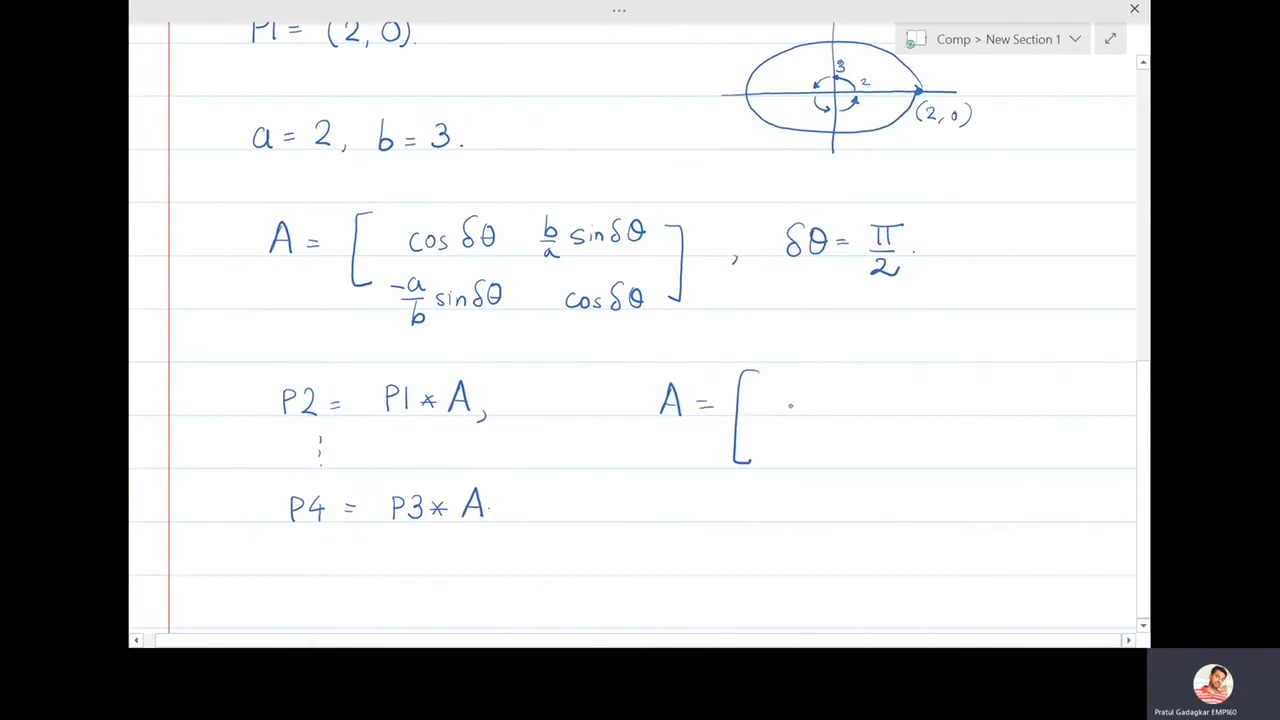 ...
×
P1 = (2, 0).
Comp > New Section 1
3
2
(2, 0)
a = 2, b = 3.
A = [ cos δθ b/a sin δθ
-a/b sin δθ cos δθ ] , δθ = π/2.
P2 = P1 * A, A = [
⋮
P4 = P3 * A.
Pratul Gadagkar EMP160